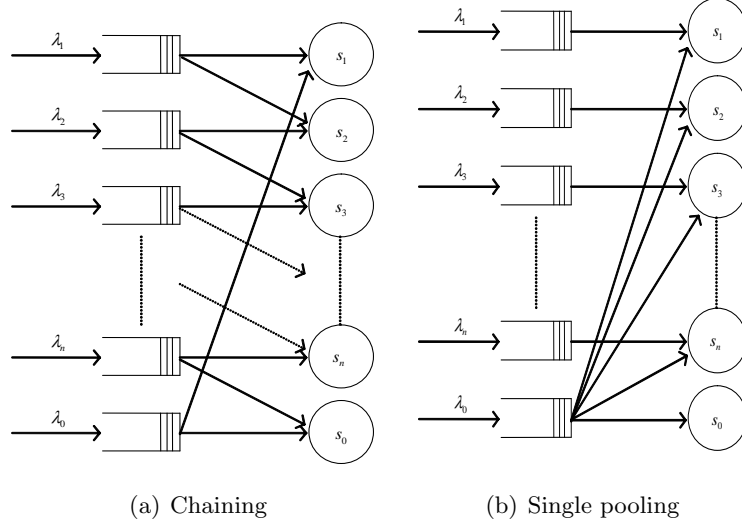 λ₁
s₁
λ₂
s₂
λ₃
s₃
λₙ
sₙ
λ₀
s₀
(a) Chaining
λ₁
s₁
λ₂
s₂
λ₃
s₃
λₙ
sₙ
λ₀
s₀
(b) Single pooling